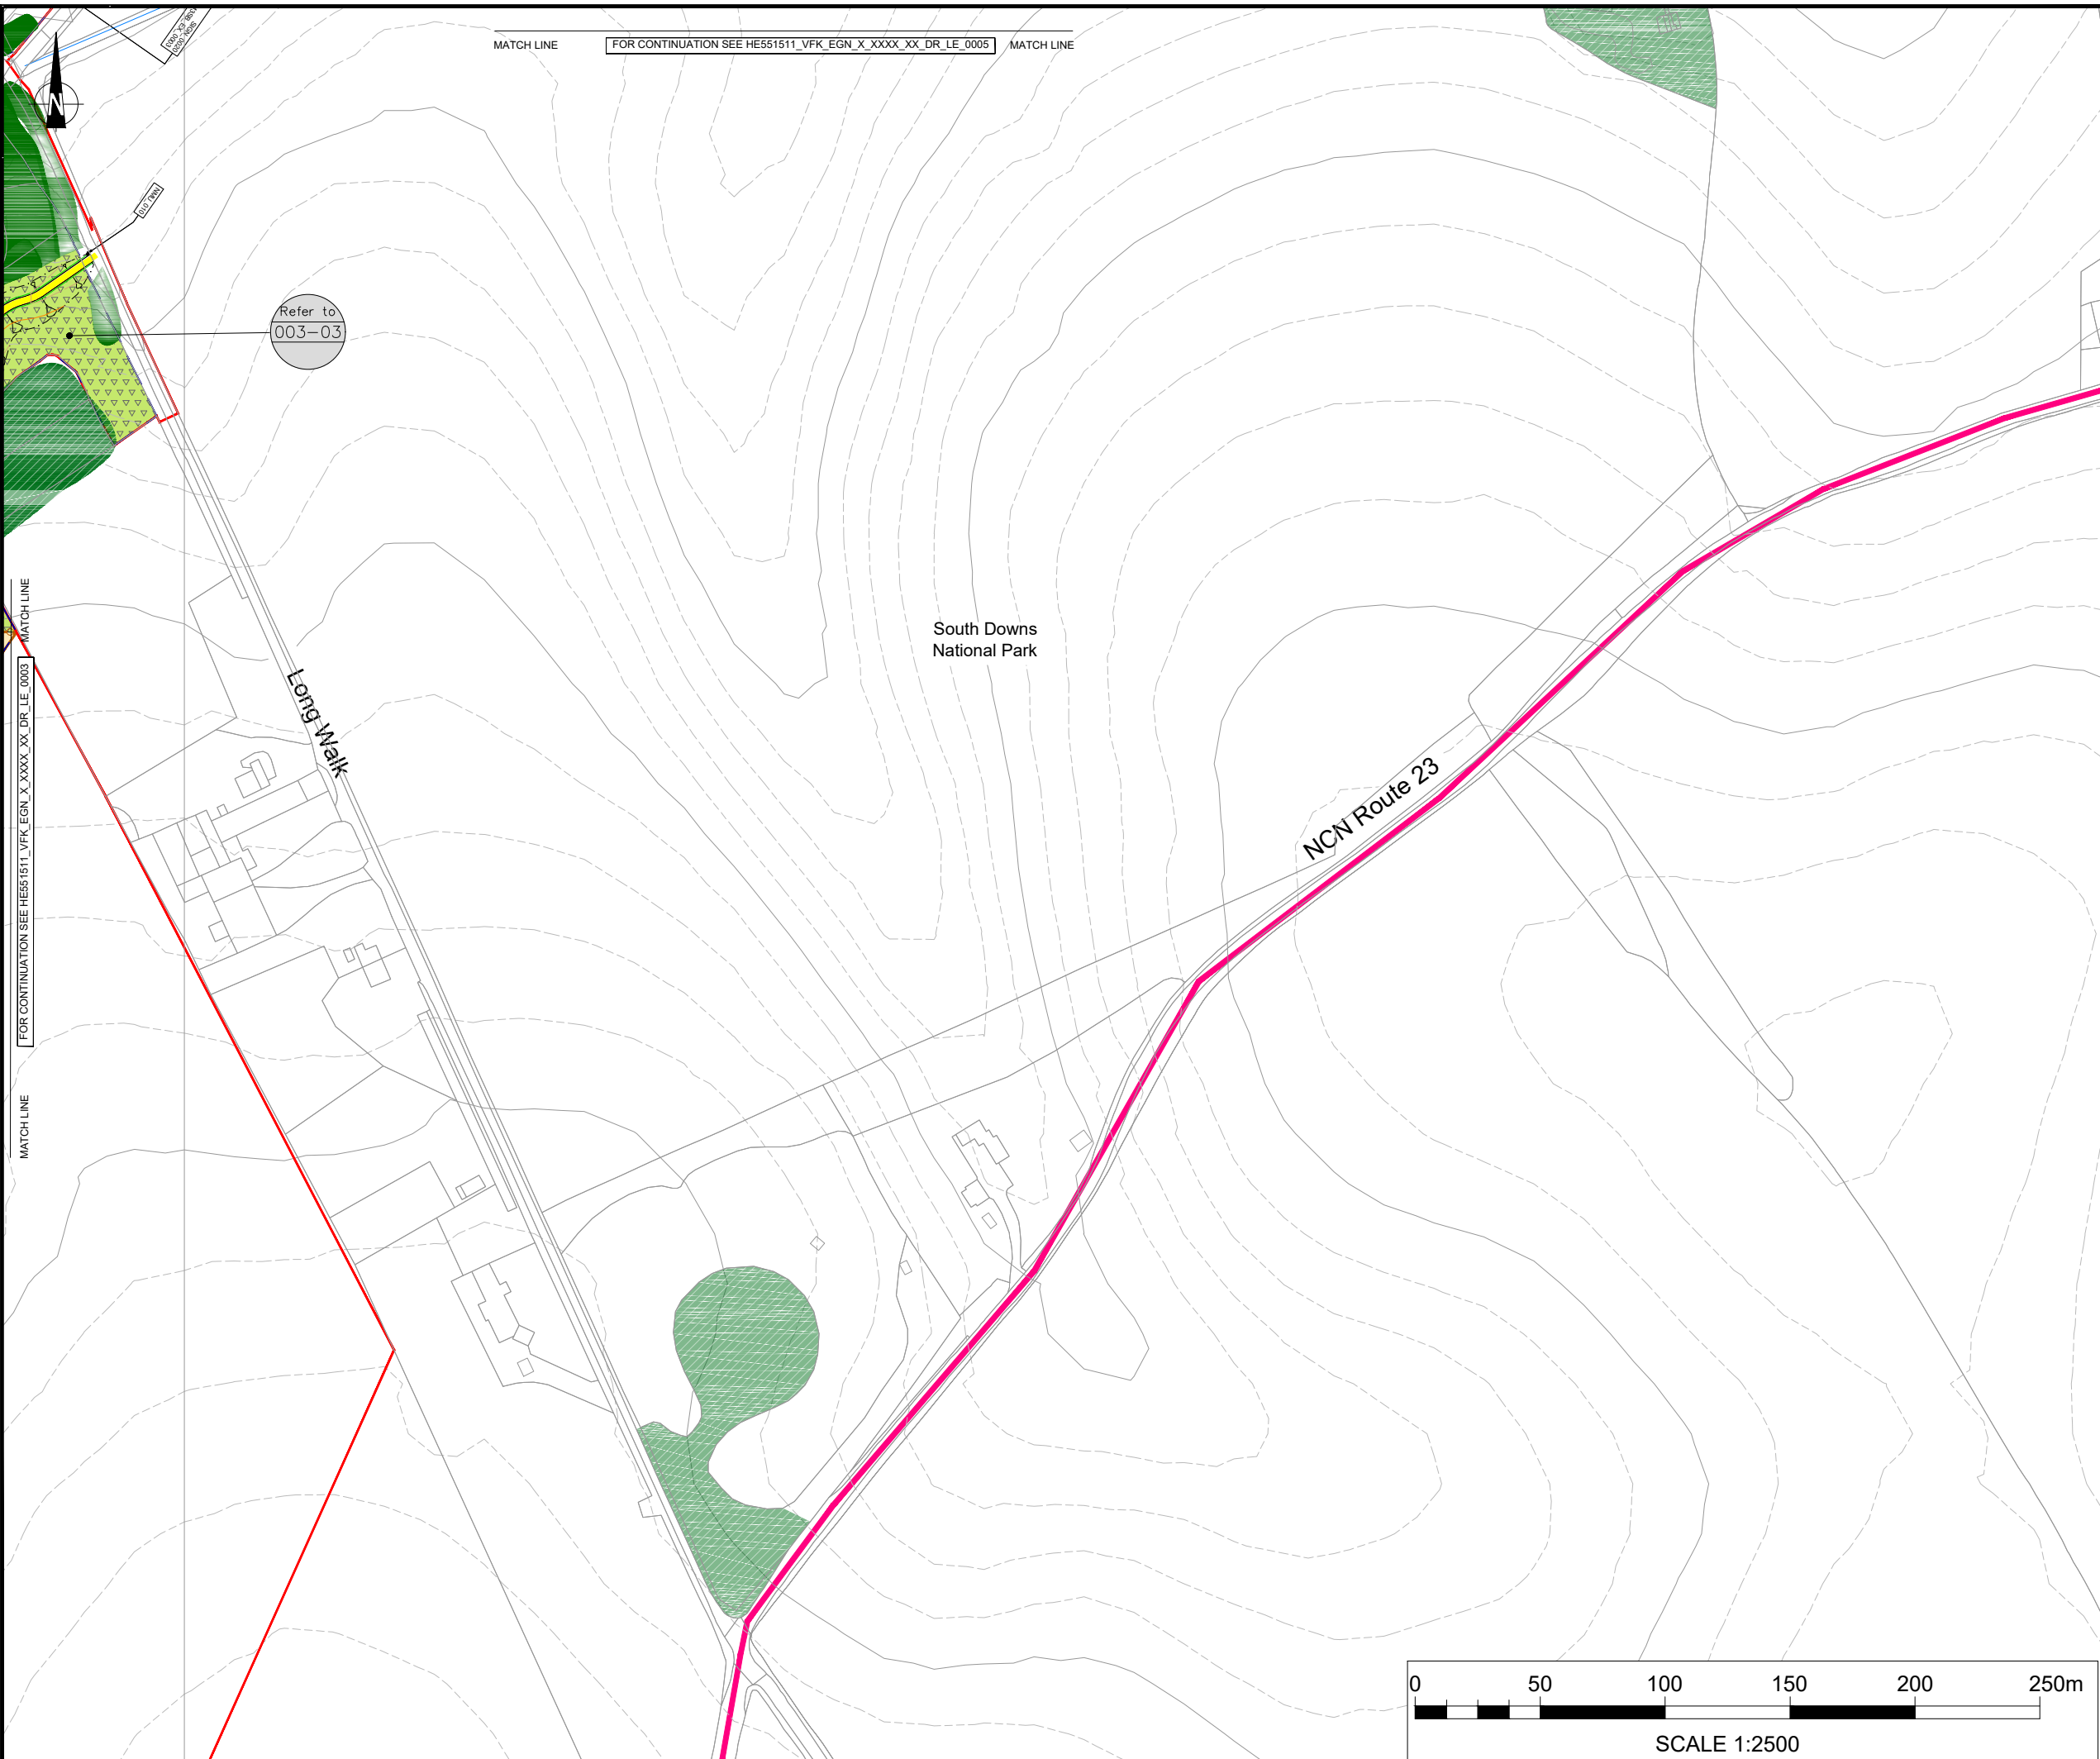 MATCH LINE
FOR CONTINUATION SEE HE551511_VFK_EGN_X_XXXX_XX_DR_LE_0005
MATCH LINE
N
NMU 010
Refer to
003-03
MATCH LINE
FOR CONTINUATION SEE HE551511_VFK_EGN_X_XXXX_XX_DR_LE_0003
MATCH LINE
Long Walk
South Downs
National Park
NCN Route 23
0 50 100 150 200 250m
SCALE 1:2500